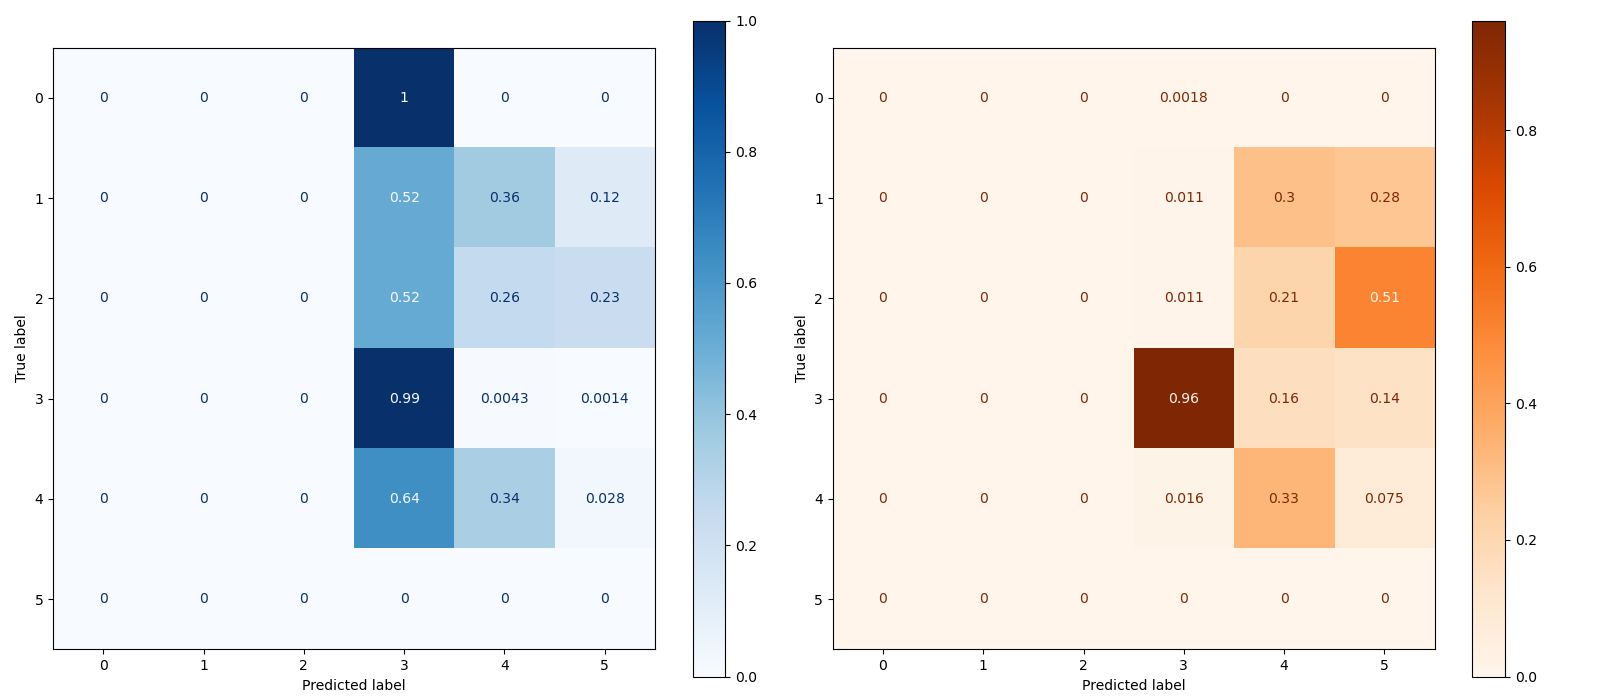 1.0
0 0 0 0 1 0 0
1 0 0 0 0.52 0.36 0.12
2 0 0 0 0.52 0.26 0.23
3 0 0 0 0.99 0.0043 0.0014
4 0 0 0 0.64 0.34 0.028
5 0 0 0 0 0 0
0 1 2 3 4 5
True label
Predicted label
0.8
0.6
0.4
0.2
0.0
0 0 0 0 0.0018 0 0
1 0 0 0 0.011 0.3 0.28
2 0 0 0 0.011 0.21 0.51
3 0 0 0 0.96 0.16 0.14
4 0 0 0 0.016 0.33 0.075
5 0 0 0 0 0 0
0 1 2 3 4 5
True label
Predicted label
0.8
0.6
0.4
0.2
0.0